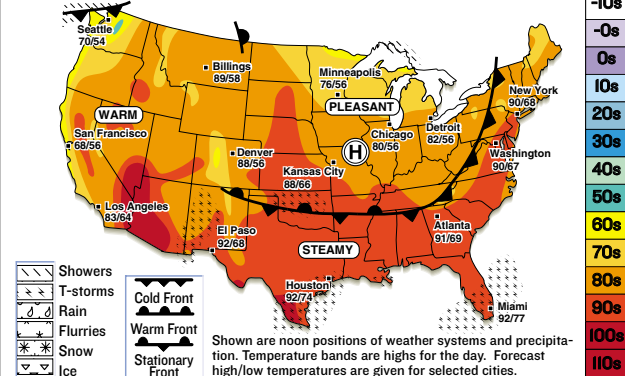 Seattle
70/54
Billings
89/58
Minneapolis
76/56
New York
90/68
PLEASANT
WARM
San Francisco
68/56
Chicago
80/56
Detroit
82/56
Denver
88/56
H
Washington
90/67
Kansas City
88/66
Los Angeles
83/64
El Paso
92/68
Atlanta
91/69
STEAMY
Houston
92/74
Miami
92/77
Showers
T-storms
Rain
Flurries
Snow
Ice
Cold Front
Warm Front
Stationary
Front
Shown are noon positions of weather systems and precipita-
tion. Temperature bands are highs for the day. Forecast
high/low temperatures are given for selected cities.
-10s
-0s
0s
10s
20s
30s
40s
50s
60s
70s
80s
90s
100s
110s